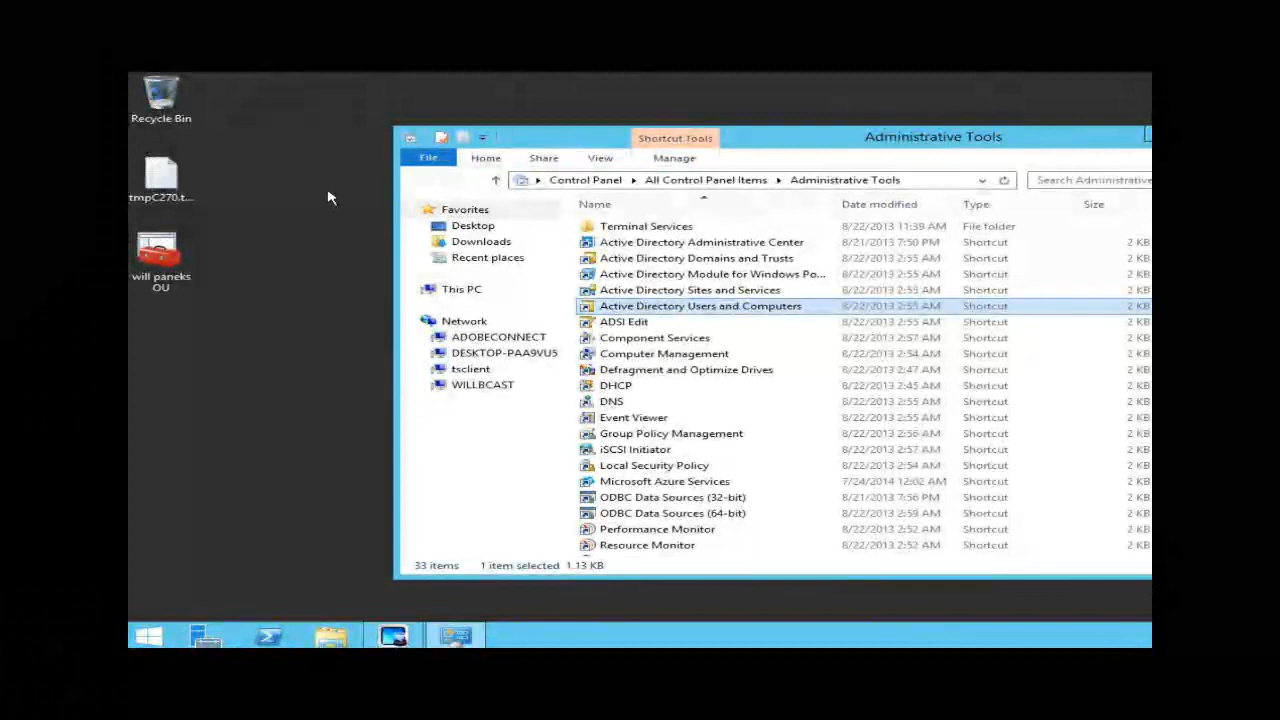 Recycle Bin
tmpC270.t...
will paneks
OU
Shortcut Tools
Administrative Tools
File
Home
Share
View
Manage
Control Panel
All Control Panel Items
Administrative Tools
Search Administrative
Favorites
Desktop
Downloads
Recent places
This PC
Network
ADOBECONNECT
DESKTOP-PAA9VU5
tsclient
WILLBCAST
Name Date modified Type Size
Terminal Services 8/22/2013 11:39 AM File folder
Active Directory Administrative Center 8/21/2013 7:50 PM Shortcut 2 KB
Active Directory Domains and Trusts 8/22/2013 2:55 AM Shortcut 2 KB
Active Directory Module for Windows Po... 8/22/2013 2:55 AM Shortcut 2 KB
Active Directory Sites and Services 8/22/2013 2:55 AM Shortcut 2 KB
Active Directory Users and Computers 8/22/2013 2:55 AM Shortcut 2 KB
ADSI Edit 8/22/2013 2:55 AM Shortcut 2 KB
Component Services 8/22/2013 2:57 AM Shortcut 2 KB
Computer Management 8/22/2013 2:54 AM Shortcut 2 KB
Defragment and Optimize Drives 8/22/2013 2:47 AM Shortcut 2 KB
DHCP 8/22/2013 2:45 AM Shortcut 2 KB
DNS 8/22/2013 2:55 AM Shortcut 2 KB
Event Viewer 8/22/2013 2:55 AM Shortcut 2 KB
Group Policy Management 8/22/2013 2:56 AM Shortcut 2 KB
iSCSI Initiator 8/22/2013 2:57 AM Shortcut 2 KB
Local Security Policy 8/22/2013 2:54 AM Shortcut 2 KB
Microsoft Azure Services 7/24/2014 12:02 AM Shortcut 2 KB
ODBC Data Sources (32-bit) 8/21/2013 7:56 PM Shortcut 2 KB
ODBC Data Sources (64-bit) 8/22/2013 2:59 AM Shortcut 2 KB
Performance Monitor 8/22/2013 2:52 AM Shortcut 2 KB
Resource Monitor 8/22/2013 2:52 AM Shortcut 2 KB
33 items 1 item selected 1.13 KB